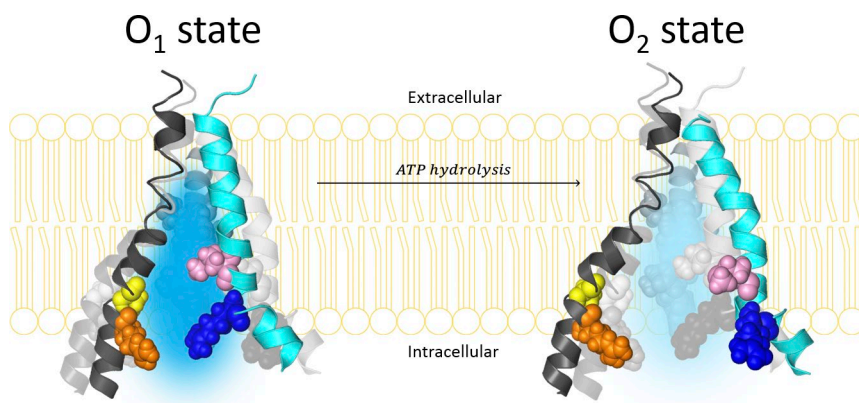 O₁ state
O₂ state
Extracellular
ATP hydrolysis
Intracellular